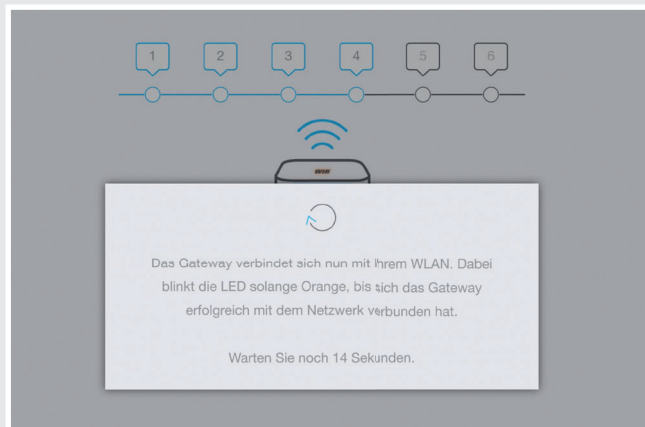 1 2 3 4 5 6
Das Gateway verbindet sich nun mit Ihrem WLAN. Dabei
blinkt die LED solange Orange, bis sich das Gateway
erfolgreich mit dem Netzwerk verbunden hat.
Warten Sie noch 14 Sekunden.